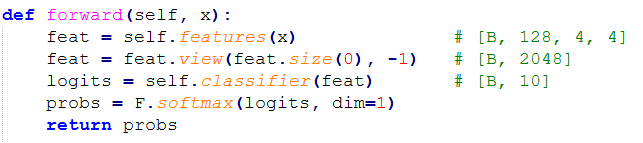 def forward(self, x):
    feat = self.features(x)               # [B, 128, 4, 4]
    feat = feat.view(feat.size(0), -1)    # [B, 2048]
    logits = self.classifier(feat)        # [B, 10]
    probs = F.softmax(logits, dim=1)
    return probs